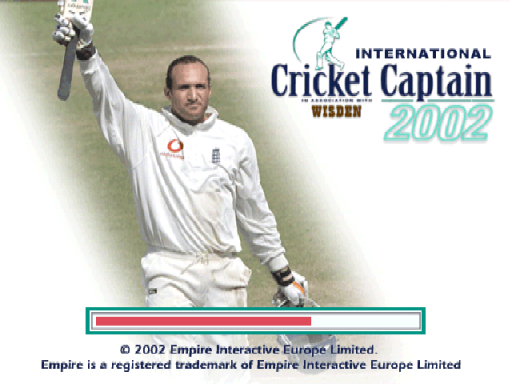 INTERNATIONAL
Cricket Captain
IN ASSOCIATION WITH
WISDEN
2002
© 2002 Empire Interactive Europe Limited.
Empire is a registered trademark of Empire Interactive Europe Limited